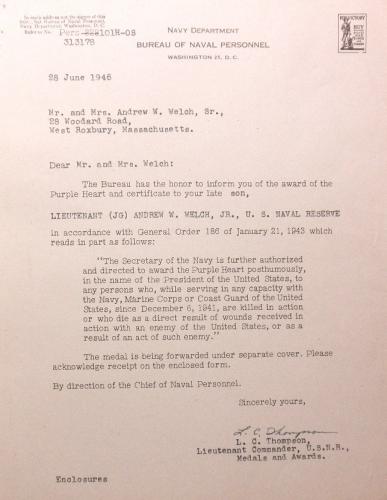 In reply address not the signer of this
letter, but Bureau of Naval Personnel,
Navy Department, Washington, D. C.
Refer to No.
Pers-101H-OS
313178
NAVY DEPARTMENT
BUREAU OF NAVAL PERSONNEL
WASHINGTON 25, D. C.
VICTORY
BUY
28 June 1946
Mr. and Mrs. Andrew W. Welch, Sr.,
28 Woodard Road,
West Roxbury, Massachusetts.
Dear Mr. and Mrs. Welch:
The Bureau has the honor to inform you of the award of the
Purple Heart and certificate to your late son,
LIEUTENANT (JG) ANDREW W. WELCH, JR., U. S. NAVAL RESERVE
in accordance with General Order 186 of January 21, 1943 which
reads in part as follows:
"The Secretary of the Navy is further authorized
and directed to award the Purple Heart posthumously,
in the name of the President of the United States, to
any persons who, while serving in any capacity with
the Navy, Marine Corps or Coast Guard of the United
States, since December 6, 1941, are killed in action
or who die as a direct result of wounds received in
action with an enemy of the United States, or as a
result of an act of such enemy."
The medal is being forwarded under separate cover. Please
acknowledge receipt on the enclosed form.
By direction of the Chief of Naval Personnel.
Sincerely yours,
L. C. Thompson
L. C. Thompson,
Lieutenant Commander, U.S.N.R.,
Medals and Awards.
Enclosures